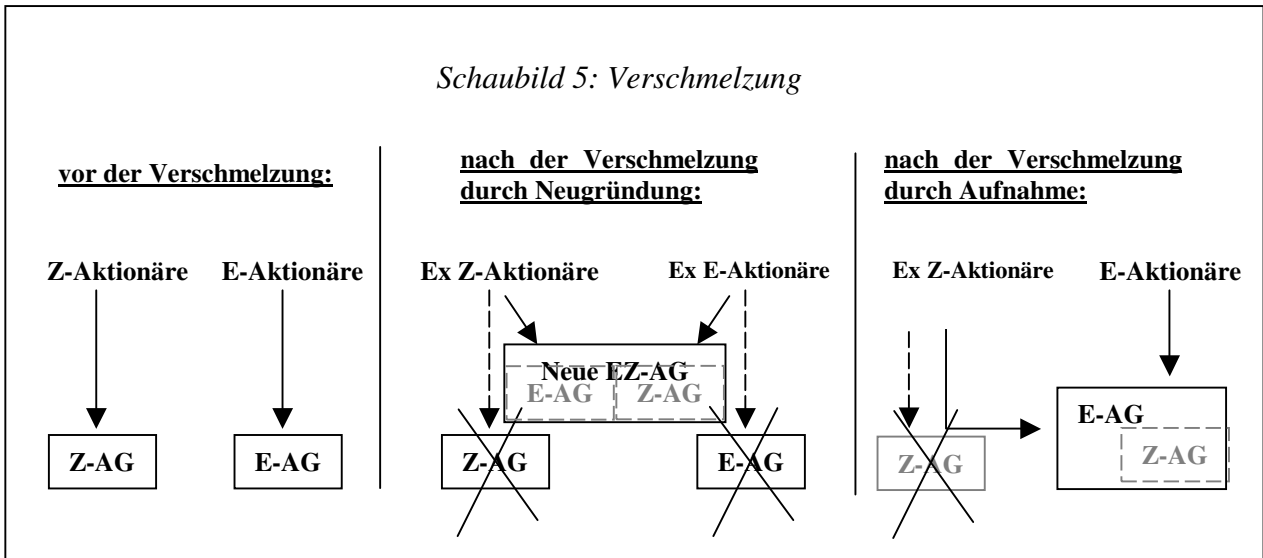 Schaubild 5: Verschmelzung
vor der Verschmelzung:
Z-Aktionäre E-Aktionäre
Z-AG E-AG
nach der Verschmelzung
durch Neugründung:
Ex Z-Aktionäre Ex E-Aktionäre
Neue EZ-AG
E-AG Z-AG
Z-AG E-AG
nach der Verschmelzung
durch Aufnahme:
Ex Z-Aktionäre E-Aktionäre
E-AG
Z-AG Z-AG